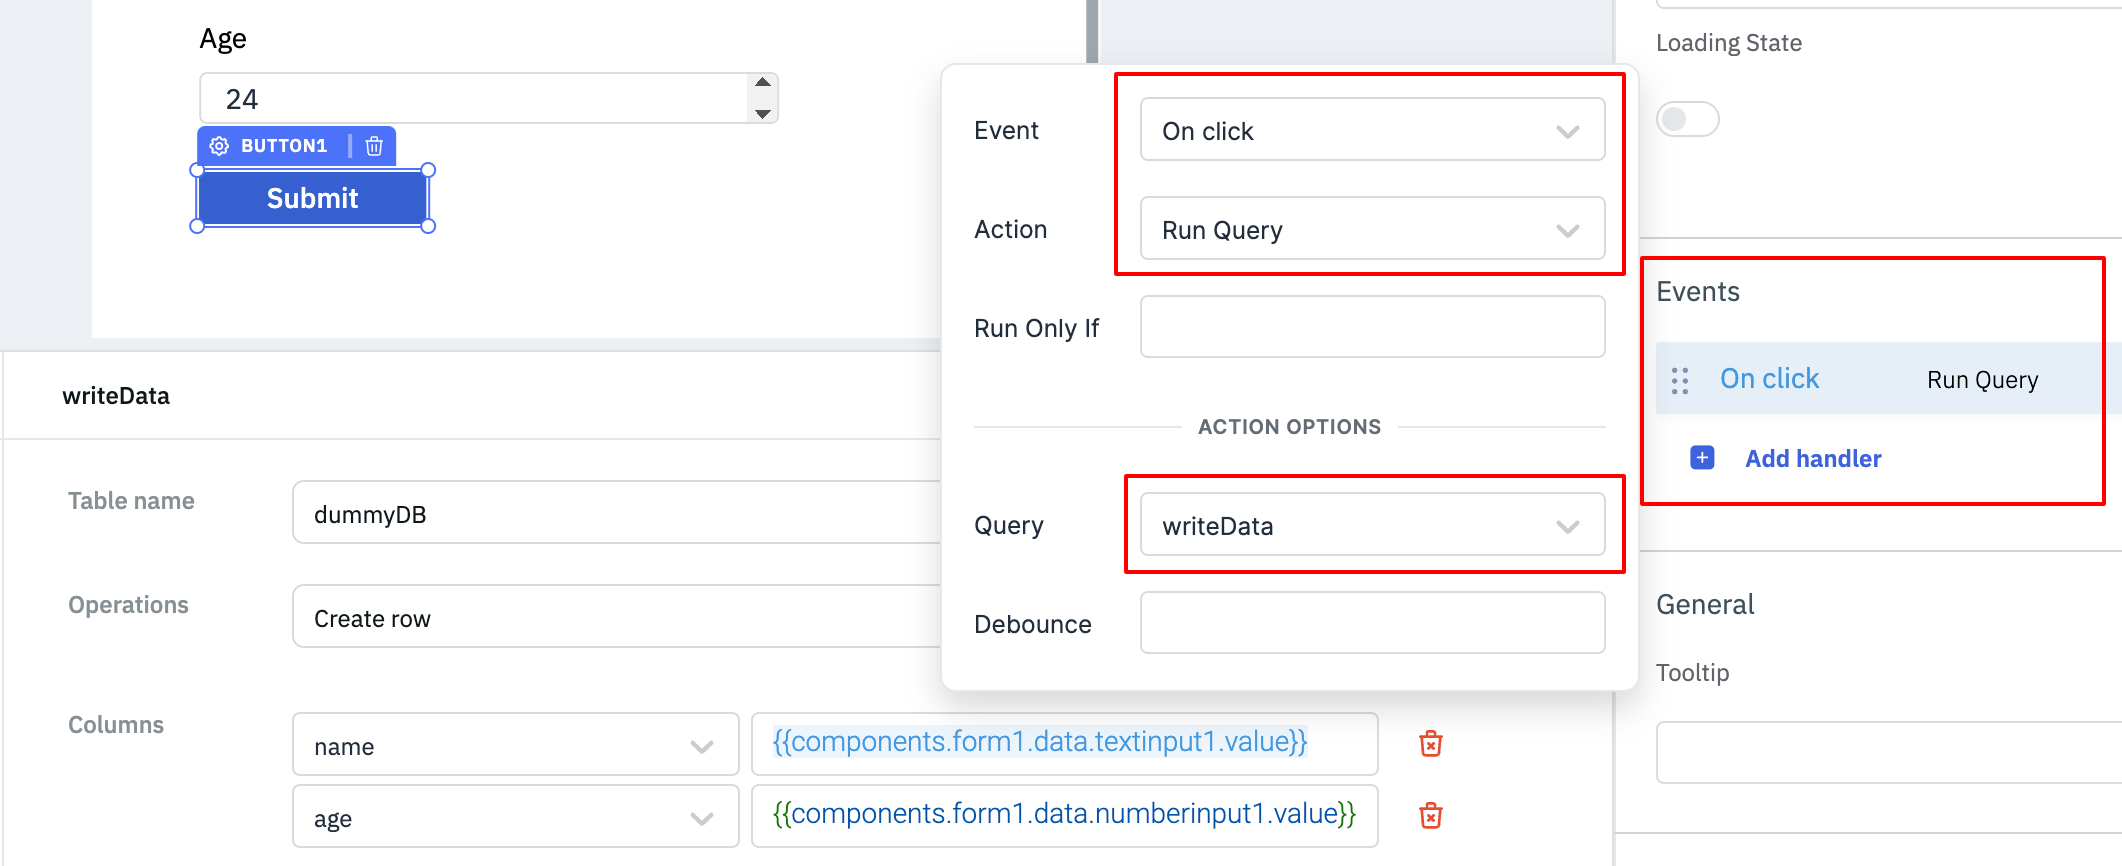 Age
24
BUTTON1
Submit
writeData
Table name
dummyDB
Operations
Create row
Columns
name
{{components.form1.data.textinput1.value}}
age
{{components.form1.data.numberinput1.value}}
Event
On click
Action
Run Query
Run Only If
ACTION OPTIONS
Query
writeData
Debounce
Loading State
Events
On click
Run Query
+
Add handler
General
Tooltip